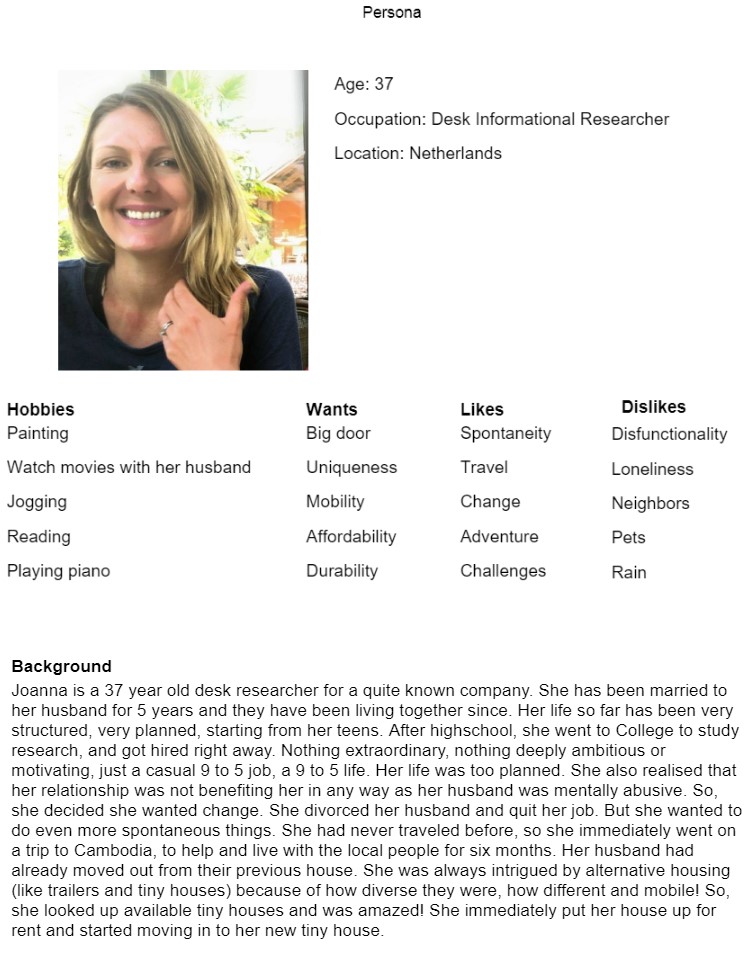 Persona
Age: 37
Occupation: Desk Informational Researcher
Location: Netherlands
Hobbies
Painting
Watch movies with her husband
Jogging
Reading
Playing piano
Wants
Big door
Uniqueness
Mobility
Affordability
Durability
Likes
Spontaneity
Travel
Change
Adventure
Challenges
Dislikes
Disfunctionality
Loneliness
Neighbors
Pets
Rain
Background
Joanna is a 37 year old desk researcher for a quite known company. She has been married to
her husband for 5 years and they have been living together since. Her life so far has been very
structured, very planned, starting from her teens. After highschool, she went to College to study
research, and got hired right away. Nothing extraordinary, nothing deeply ambitious or
motivating, just a casual 9 to 5 job, a 9 to 5 life. Her life was too planned. She also realised that
her relationship was not benefiting her in any way as her husband was mentally abusive. So,
she decided she wanted change. She divorced her husband and quit her job. But she wanted to
do even more spontaneous things. She had never traveled before, so she immediately went on
a trip to Cambodia, to help and live with the local people for six months. Her husband had
already moved out from their previous house. She was always intrigued by alternative housing
(like trailers and tiny houses) because of how diverse they were, how different and mobile! So,
she looked up available tiny houses and was amazed! She immediately put her house up for
rent and started moving in to her new tiny house.